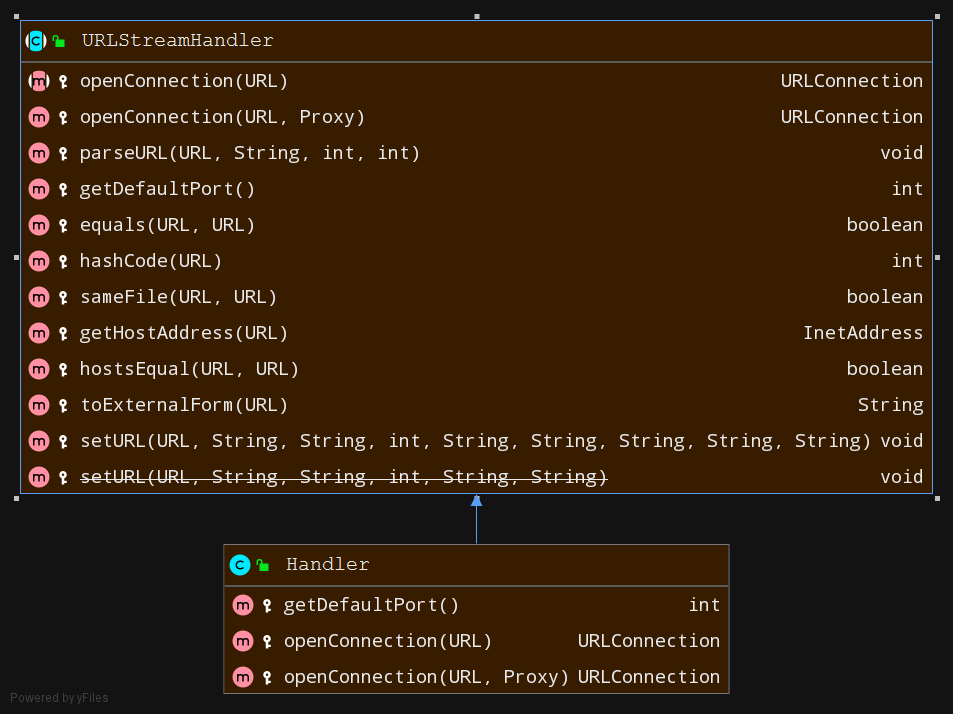 URLStreamHandler
openConnection(URL) URLConnection
openConnection(URL, Proxy) URLConnection
parseURL(URL, String, int, int) void
getDefaultPort() int
equals(URL, URL) boolean
hashCode(URL) int
sameFile(URL, URL) boolean
getHostAddress(URL) InetAddress
hostsEqual(URL, URL) boolean
toExternalForm(URL) String
setURL(URL, String, String, int, String, String, String, String, String) void
setURL(URL, String, String, int, String, String) void
Handler
getDefaultPort() int
openConnection(URL) URLConnection
openConnection(URL, Proxy) URLConnection
Powered by yFiles